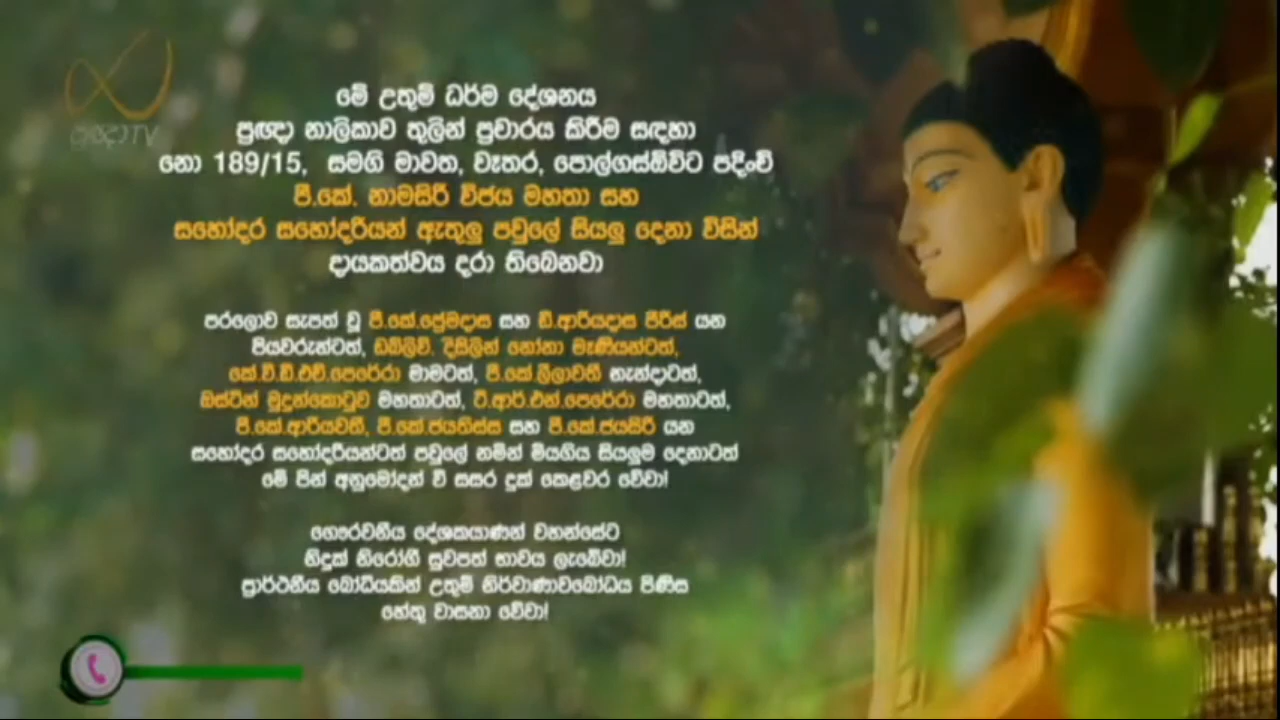 ප්‍රඥාTV
මේ උතුම් ධර්ම දේශනය
ප්‍රඥා නාලිකාව තුලින් ප්‍රචාරය කිරීම සඳහා
නො 189/15, සමගි මාවත, වෑතර, පොල්ගස්ඕවිට පදිංචි
පී.කේ. නාමසිරි විජය මහතා සහ
සහෝදර සහෝදරියන් ඇතුලු පවුලේ සියලු දෙනා විසින්
දායකත්වය දරා තිබෙනවා
පරලොව සැපත් වූ පී.කේ.ප්‍රේමදාස සහ ඩී.ආරියදාස පීරිස් යන
පියවරුන්ටත්, ඩබ්ලිව්. දිසිලින් නෝනා මෑණියන්ටත්,
කේ.වී.ඩී.එච්.පෙරේරා මාමටත්, පී.කේ.ලීලාවතී නැන්දාටත්,
ඔස්ටින් මුදුන්කොටුව මහතාටත්, ටී.ආර්.එන්.පෙරේරා මහතාටත්,
පී.කේ.ආරියවතී, පී.කේ.ජයතිස්ස සහ පී.කේ.ජයසිරි යන
සහෝදර සහෝදරියන්ටත් පවුලේ නමින් මියගිය සියලුම දෙනාටත්
මේ පින් අනුමෝදන් වී සසර දුක් කෙළවර වේවා!
ගෞරවනීය දේශකයාණන් වහන්සේට
නිදුක් නිරෝගී සුවපත් භාවය ලැබේවා!
ප්‍රාර්ථනීය බෝධියකින් උතුම් නිර්වාණාවබෝධය පිණිස
හේතු වාසනා වේවා!